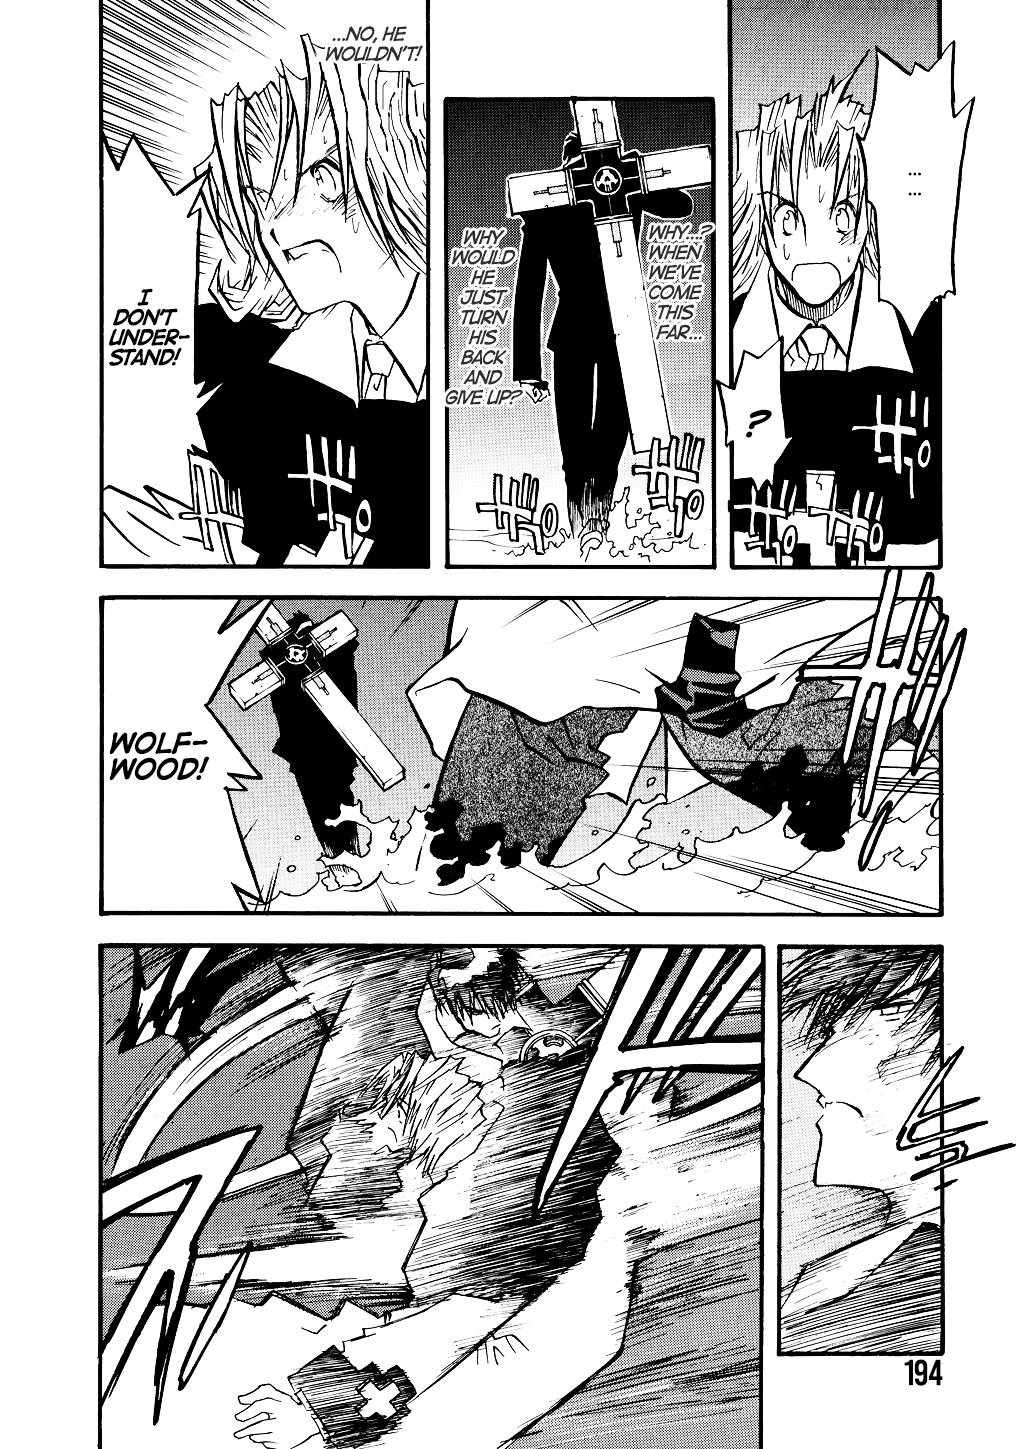 ...
...
?
WHY...?
WHEN
WE'VE
COME
THIS
FAR...
WHY
WOULD
HE
JUST
TURN
HIS
BACK
AND
GIVE UP?
...NO, HE
WOULDN'T!
I
DON'T
UNDER-
STAND!
WOLF-
WOOD!
194